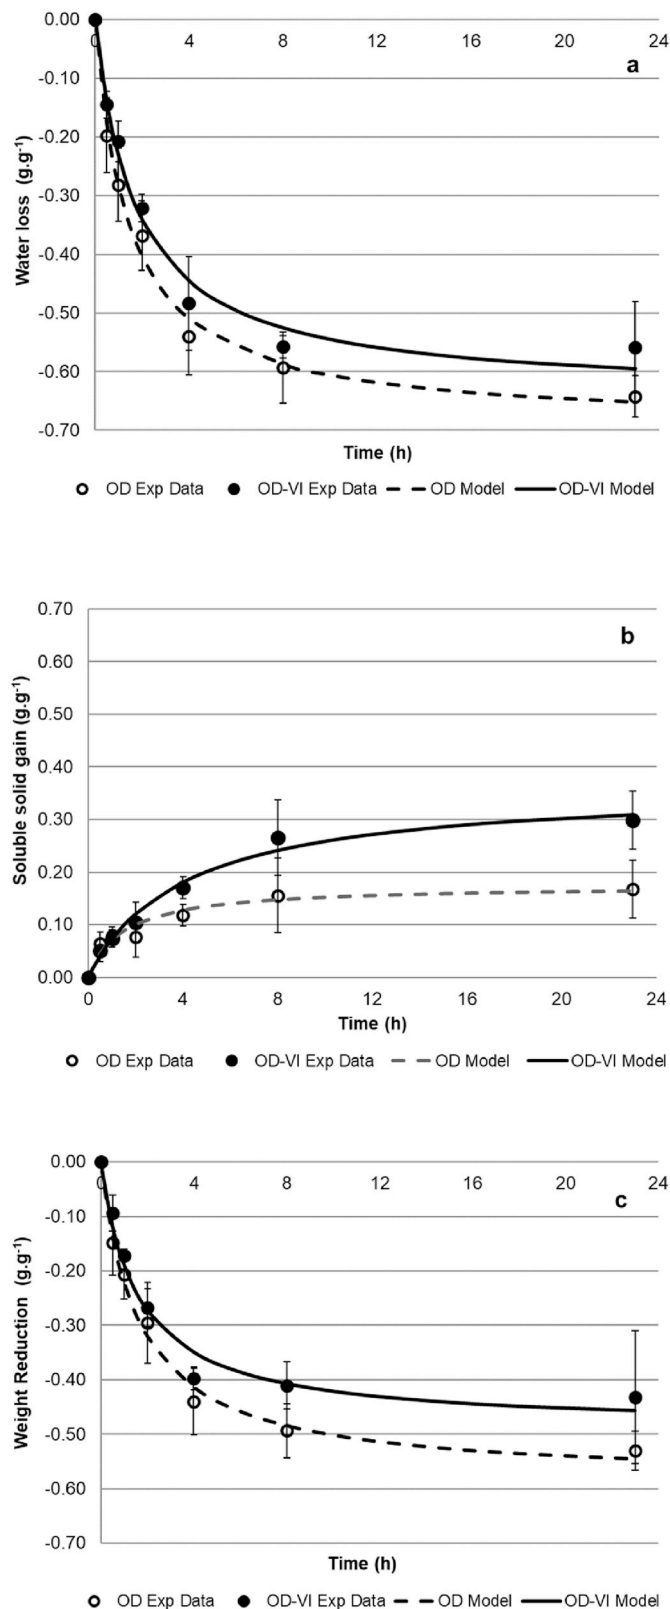 0.00
0 4 8 12 16 20 24
a
-0.10
-0.20
-0.30
-0.40
-0.50
-0.60
-0.70
Water loss (g.g-1)
Time (h)
OD Exp Data OD-VI Exp Data OD Model OD-VI Model
0.70
b
0.60
0.50
0.40
0.30
0.20
0.10
0.00
Soluble solid gain (g.g-1)
0 4 8 12 16 20 24
Time (h)
OD Exp Data OD-VI Exp Data OD Model OD-VI Model
0.00
0 4 8 12 16 20 24
c
-0.10
-0.20
-0.30
-0.40
-0.50
-0.60
-0.70
Weight Reduction (g.g-1)
Time (h)
OD Exp Data OD-VI Exp Data OD Model OD-VI Model